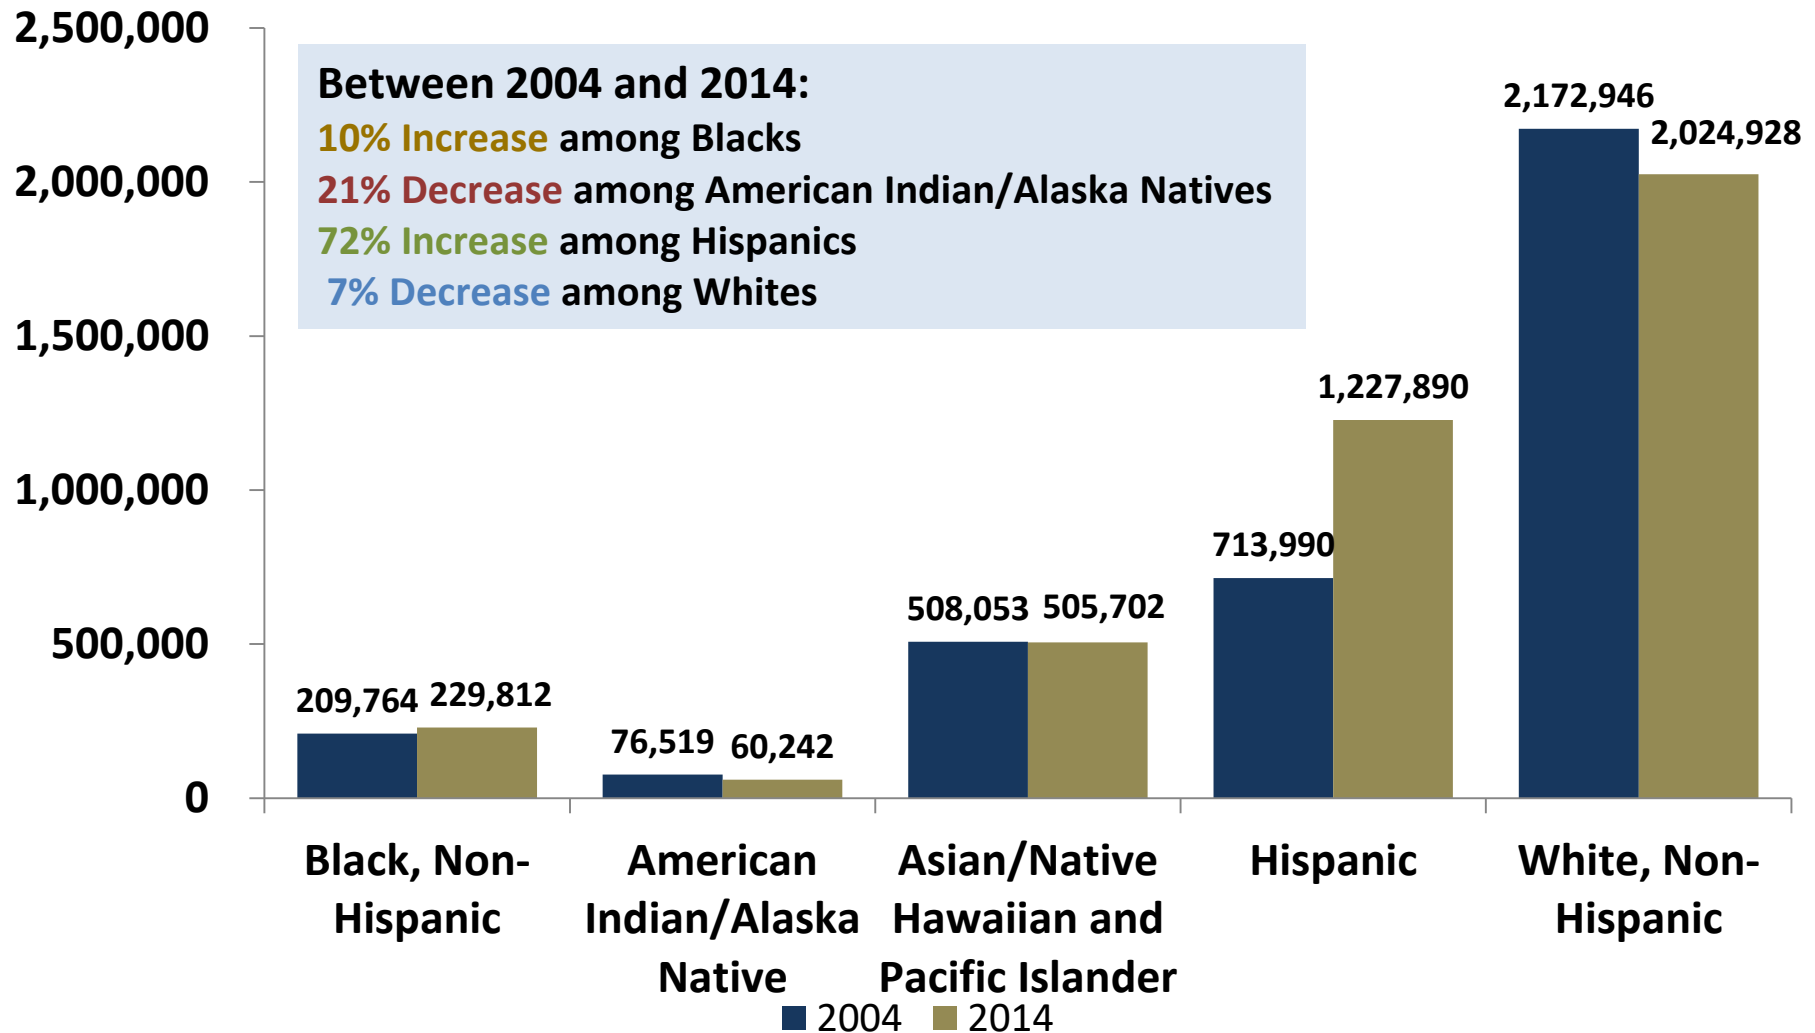 2,500,000
2,000,000
1,500,000
1,000,000
500,000
0
Between 2004 and 2014:
10% Increase among Blacks
21% Decrease among American Indian/Alaska Natives
72% Increase among Hispanics
7% Decrease among Whites
209,764
229,812
76,519
60,242
508,053
505,702
713,990
1,227,890
2,172,946
2,024,928
Black, Non-
Hispanic
American
Indian/Alaska
Native
Asian/Native
Hawaiian and
Pacific Islander
Hispanic
White, Non-
Hispanic
2004 2014